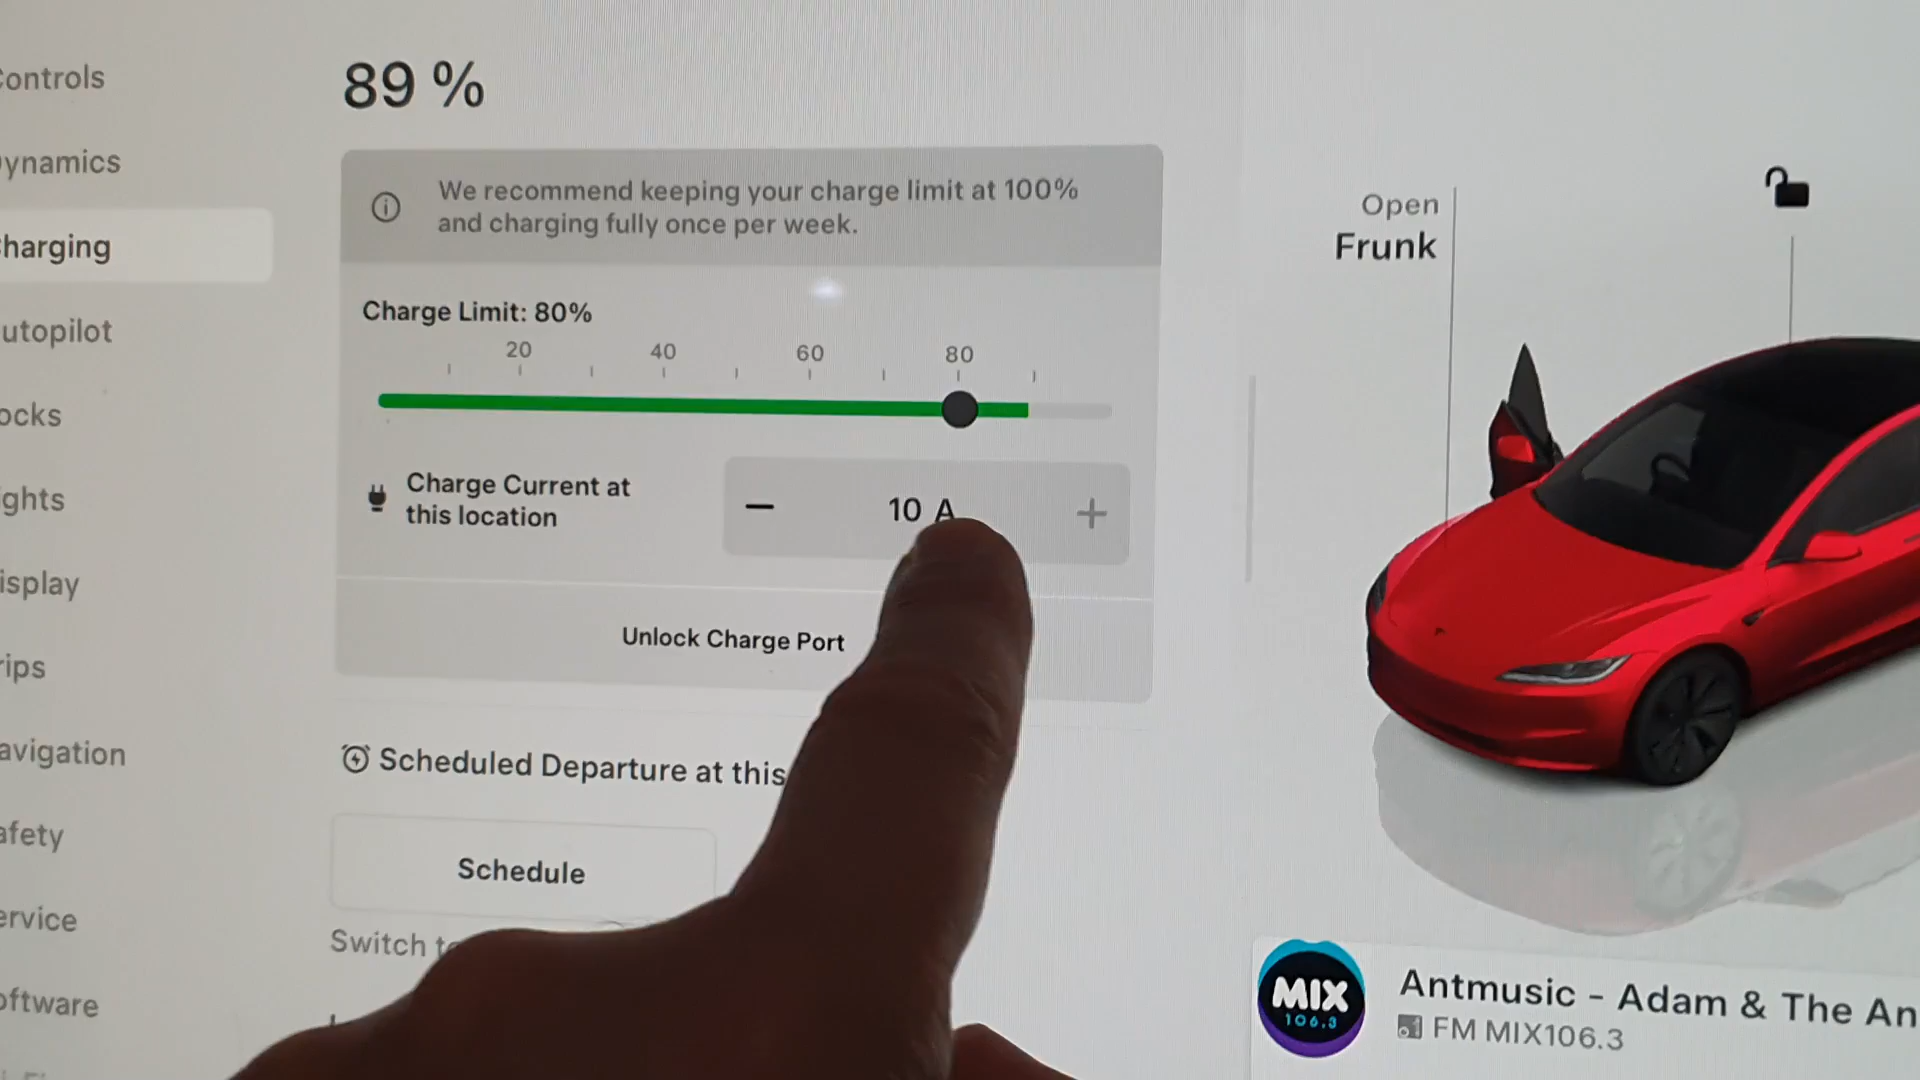 ontrols
ynamics
harging
utopilot
ocks
ights
isplay
rips
avigation
afety
ervice
oftware
89 %
We recommend keeping your charge limit at 100%
and charging fully once per week.
Charge Limit: 80%
20 40 60 80
Charge Current at
this location
10 A
Unlock Charge Port
Scheduled Departure at this
Schedule
Switch
Open
Frunk
MIX
106.3
Antmusic - Adam & The An
FM MIX106.3